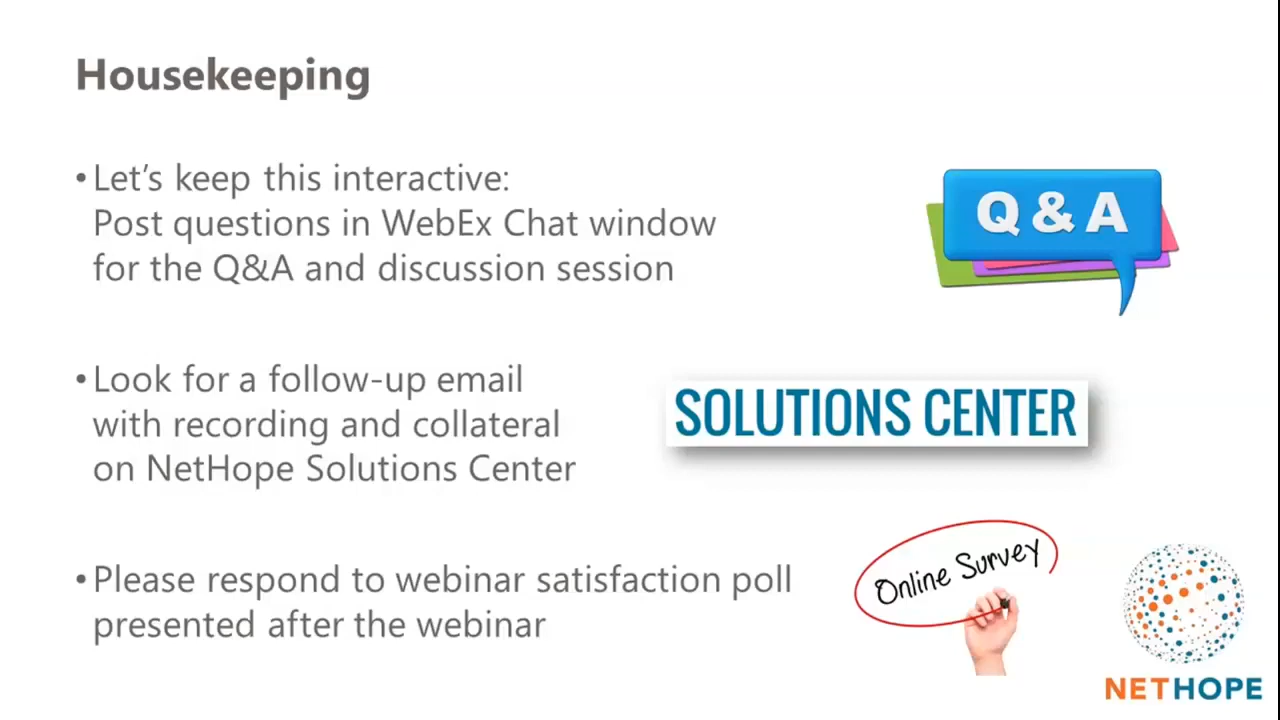 Housekeeping
•Let's keep this interactive:
Post questions in WebEx Chat window
for the Q&A and discussion session
Q & A
•Look for a follow-up email
with recording and collateral
on NetHope Solutions Center
SOLUTIONS CENTER
•Please respond to webinar satisfaction poll
presented after the webinar
Online Survey
NETHOPE